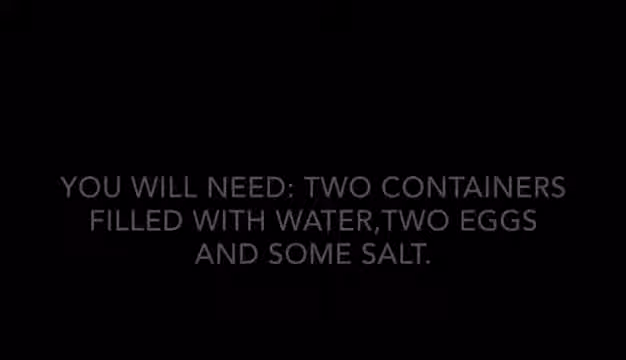 YOU WILL NEED: TWO CONTAINERS
FILLED WITH WATER,TWO EGGS
AND SOME SALT.